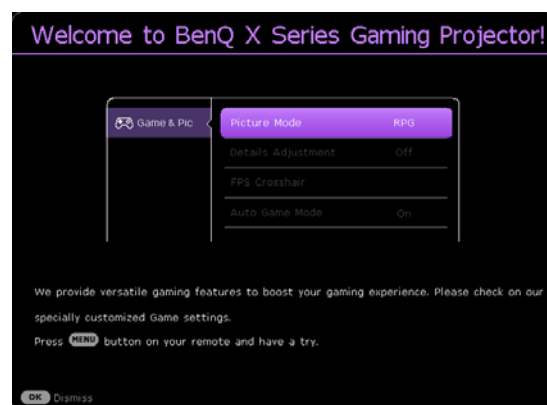 Welcome to BenQ X Series Gaming Projector!
Game & Pic
Picture Mode RPG
Details Adjustment Off
FPS Crosshair
Auto Game Mode On
We provide versatile gaming features to boost your gaming experience. Please check on our
specially customized Game settings.
Press MENU button on your remote and have a try.
OK Dismiss